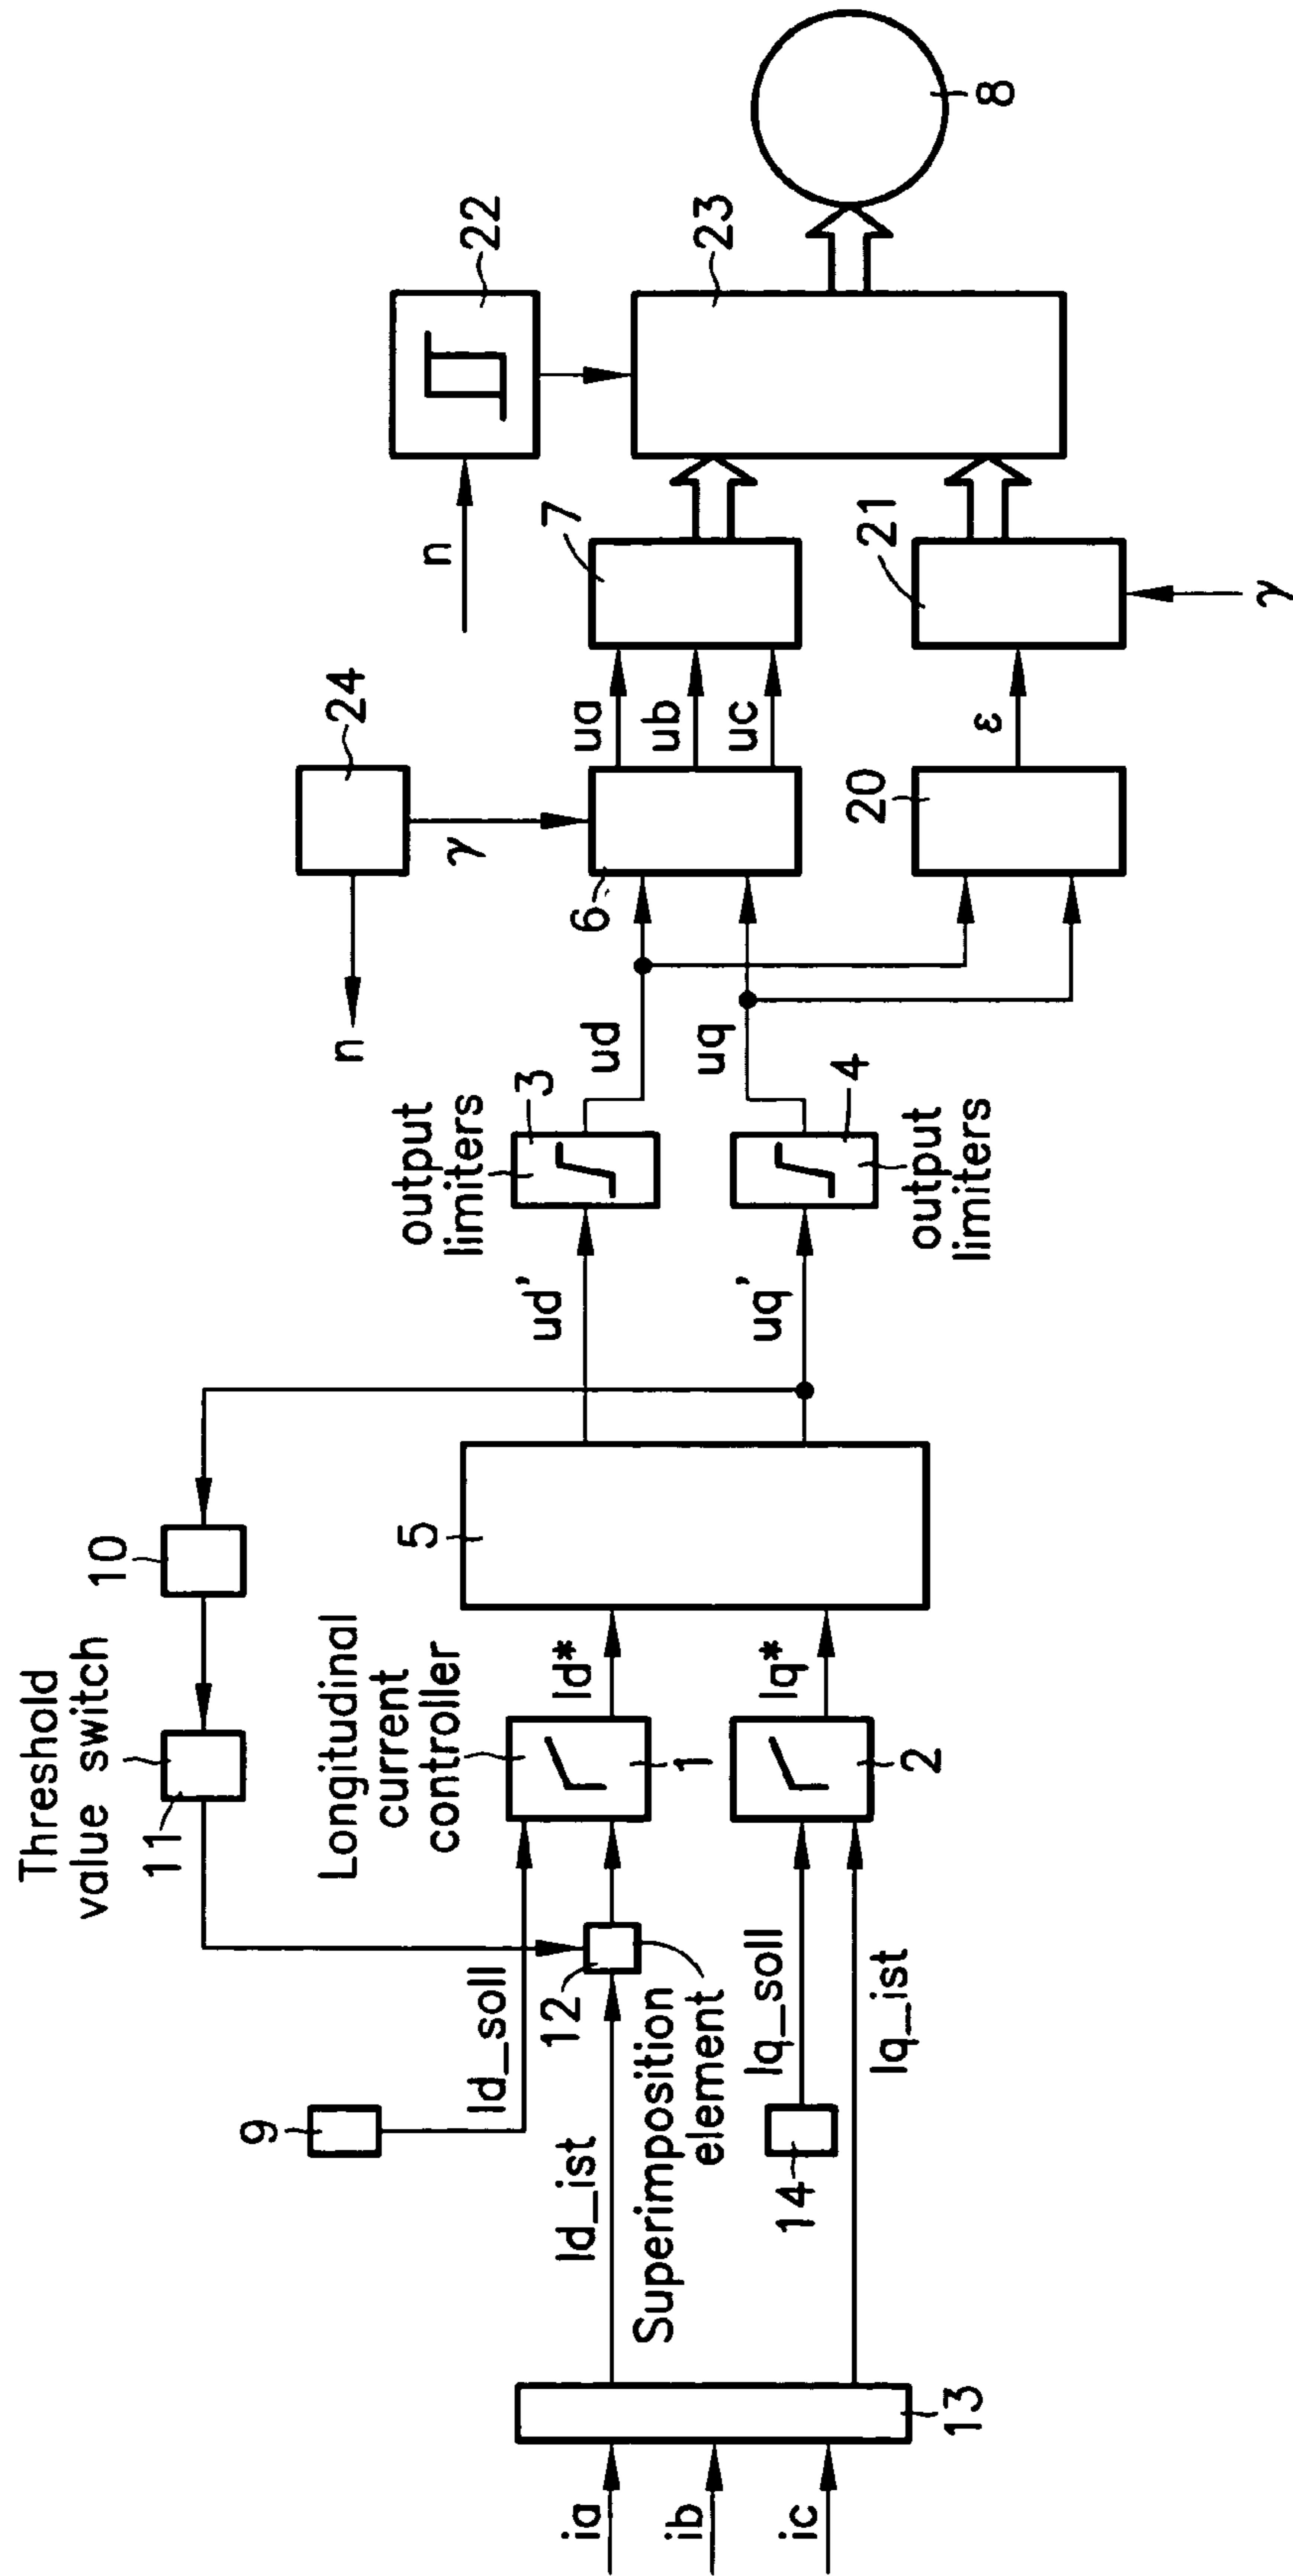 ia
ib
ic
13
9
14
Id_soll
Id_ist
12
Superimposition
element
Iq_soll
Iq_ist
Threshold
value switch
11
10
Longitudinal
current
controller
1
2
Id*
Iq*
5
ud'
uq'
output
limiters
3
output
limiters
4
ud
uq
n
24
γ
6
ua
ub
uc
7
20
ε
21
γ
n
22
23
8